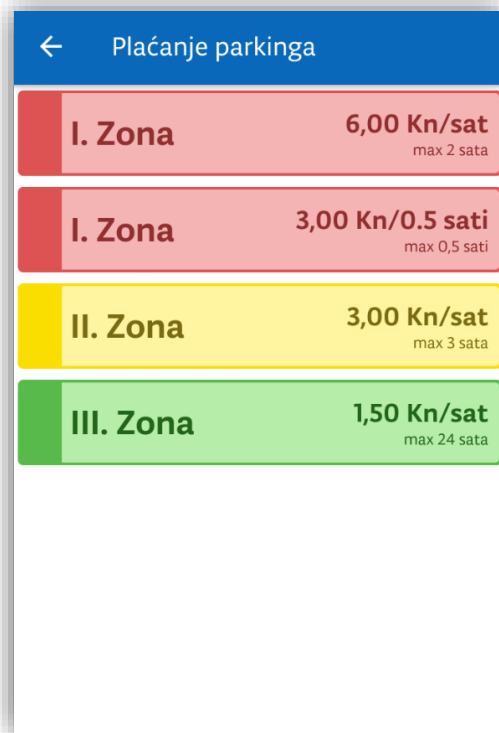 Plaćanje parkinga
I. Zona
6,00 Kn/sat
max 2 sata
I. Zona
3,00 Kn/0.5 sati
max 0,5 sati
II. Zona
3,00 Kn/sat
max 3 sata
III. Zona
1,50 Kn/sat
max 24 sata